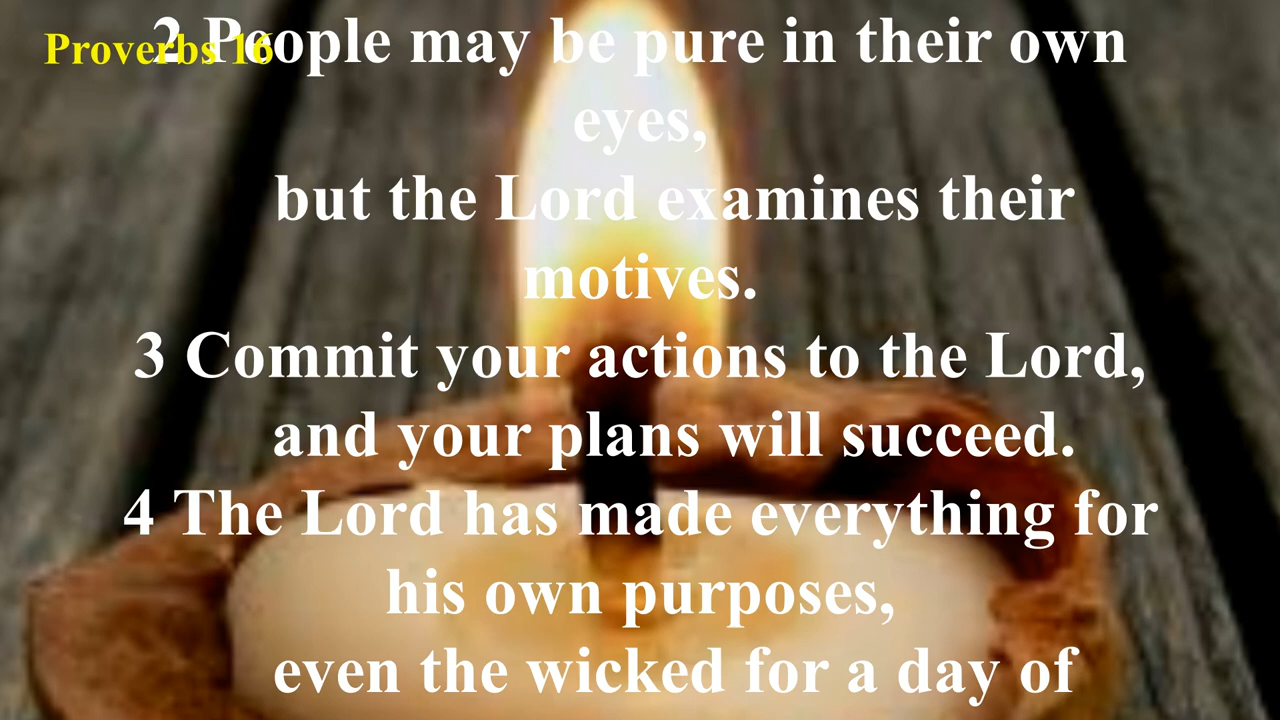 Proverbs 16
2 People may be pure in their own
eyes,
but the Lord examines their
motives.
3 Commit your actions to the Lord,
and your plans will succeed.
4 The Lord has made everything for
his own purposes,
even the wicked for a day of